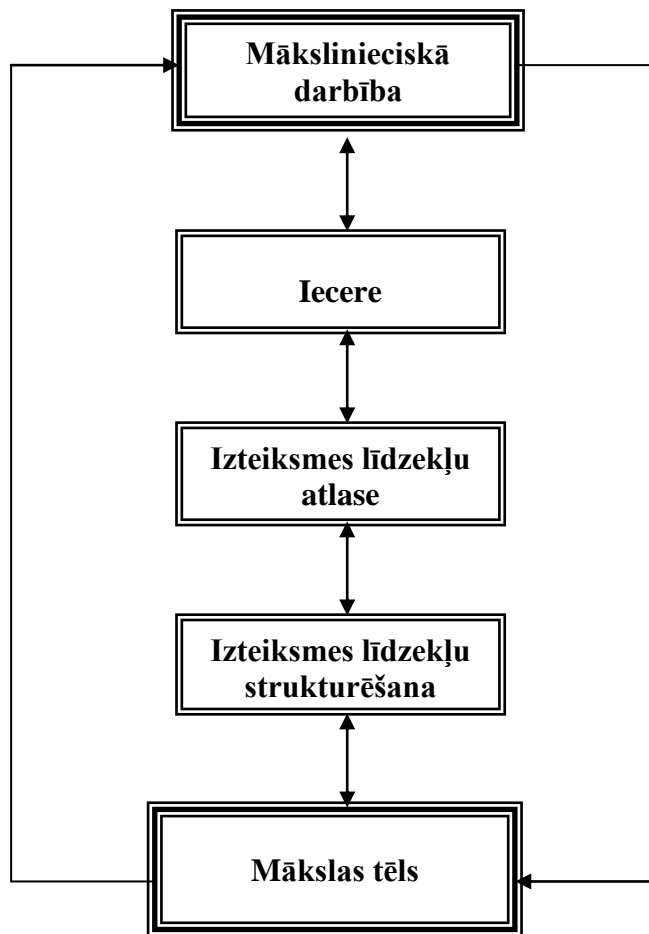 Mākslinieciskā
darbība
Iecere
Izteiksmes līdzekļu
atlase
Izteiksmes līdzekļu
strukturēšana
Mākslas tēls